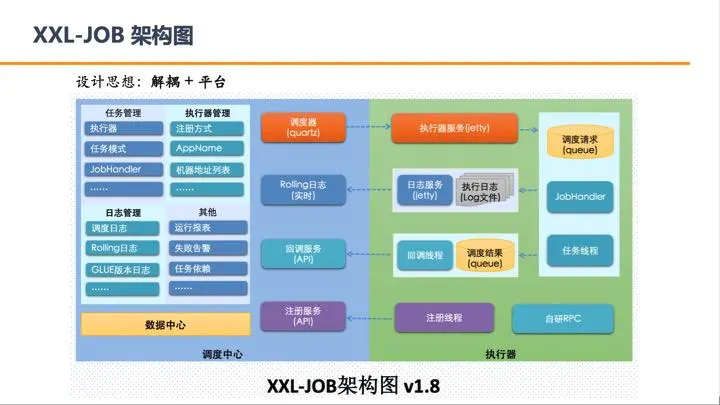 XXL-JOB 架构图
设计思想：解耦 + 平台
任务管理
执行器
任务模式
JobHandler
……
执行器管理
注册方式
AppName
机器地址列表
……
日志管理
调度日志
Rolling日志
GLUE版本日志
……
其他
运行报表
失败告警
任务依赖
……
数据中心
调度器
(quartz)
Rolling日志
(实时)
回调服务
(API)
注册服务
(API)
调度中心
执行器服务(jetty)
日志服务
(jetty)
执行日志
(Log文件)
回调线程
调度结果
(queue)
注册线程
自研RPC
调度请求
(queue)
JobHandler
任务线程
执行器
XXL-JOB架构图 v1.8